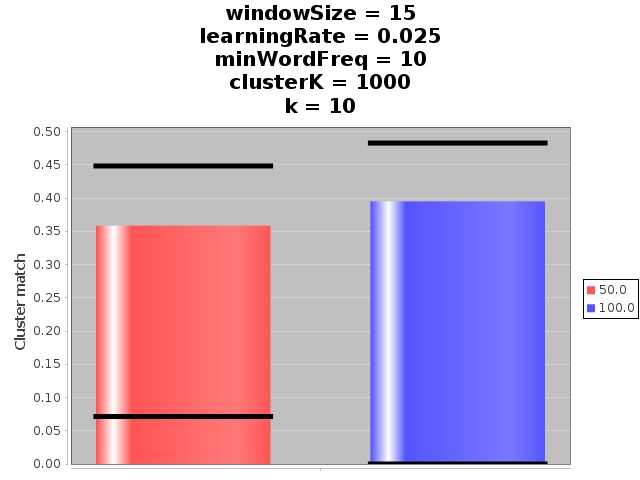 windowSize = 15
learningRate = 0.025
minWordFreq = 10
clusterK = 1000
k = 10
0.50
0.45
0.40
0.35
0.30
0.25
0.20
0.15
0.10
0.05
0.00
Cluster match
50.0
100.0